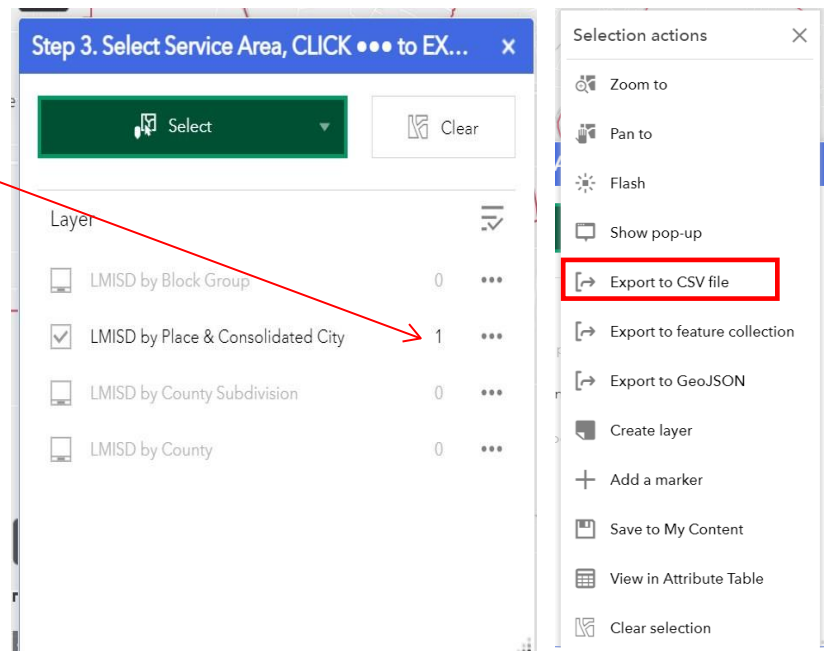 Step 3. Select Service Area, CLICK ●●● to EX...
Select
Clear
Layer
LMISD by Block Group 0
LMISD by Place & Consolidated City 1
LMISD by County Subdivision 0
LMISD by County 0
Selection actions
Zoom to
Pan to
Flash
Show pop-up
Export to CSV file
Export to feature collection
Export to GeoJSON
Create layer
Add a marker
Save to My Content
View in Attribute Table
Clear selection